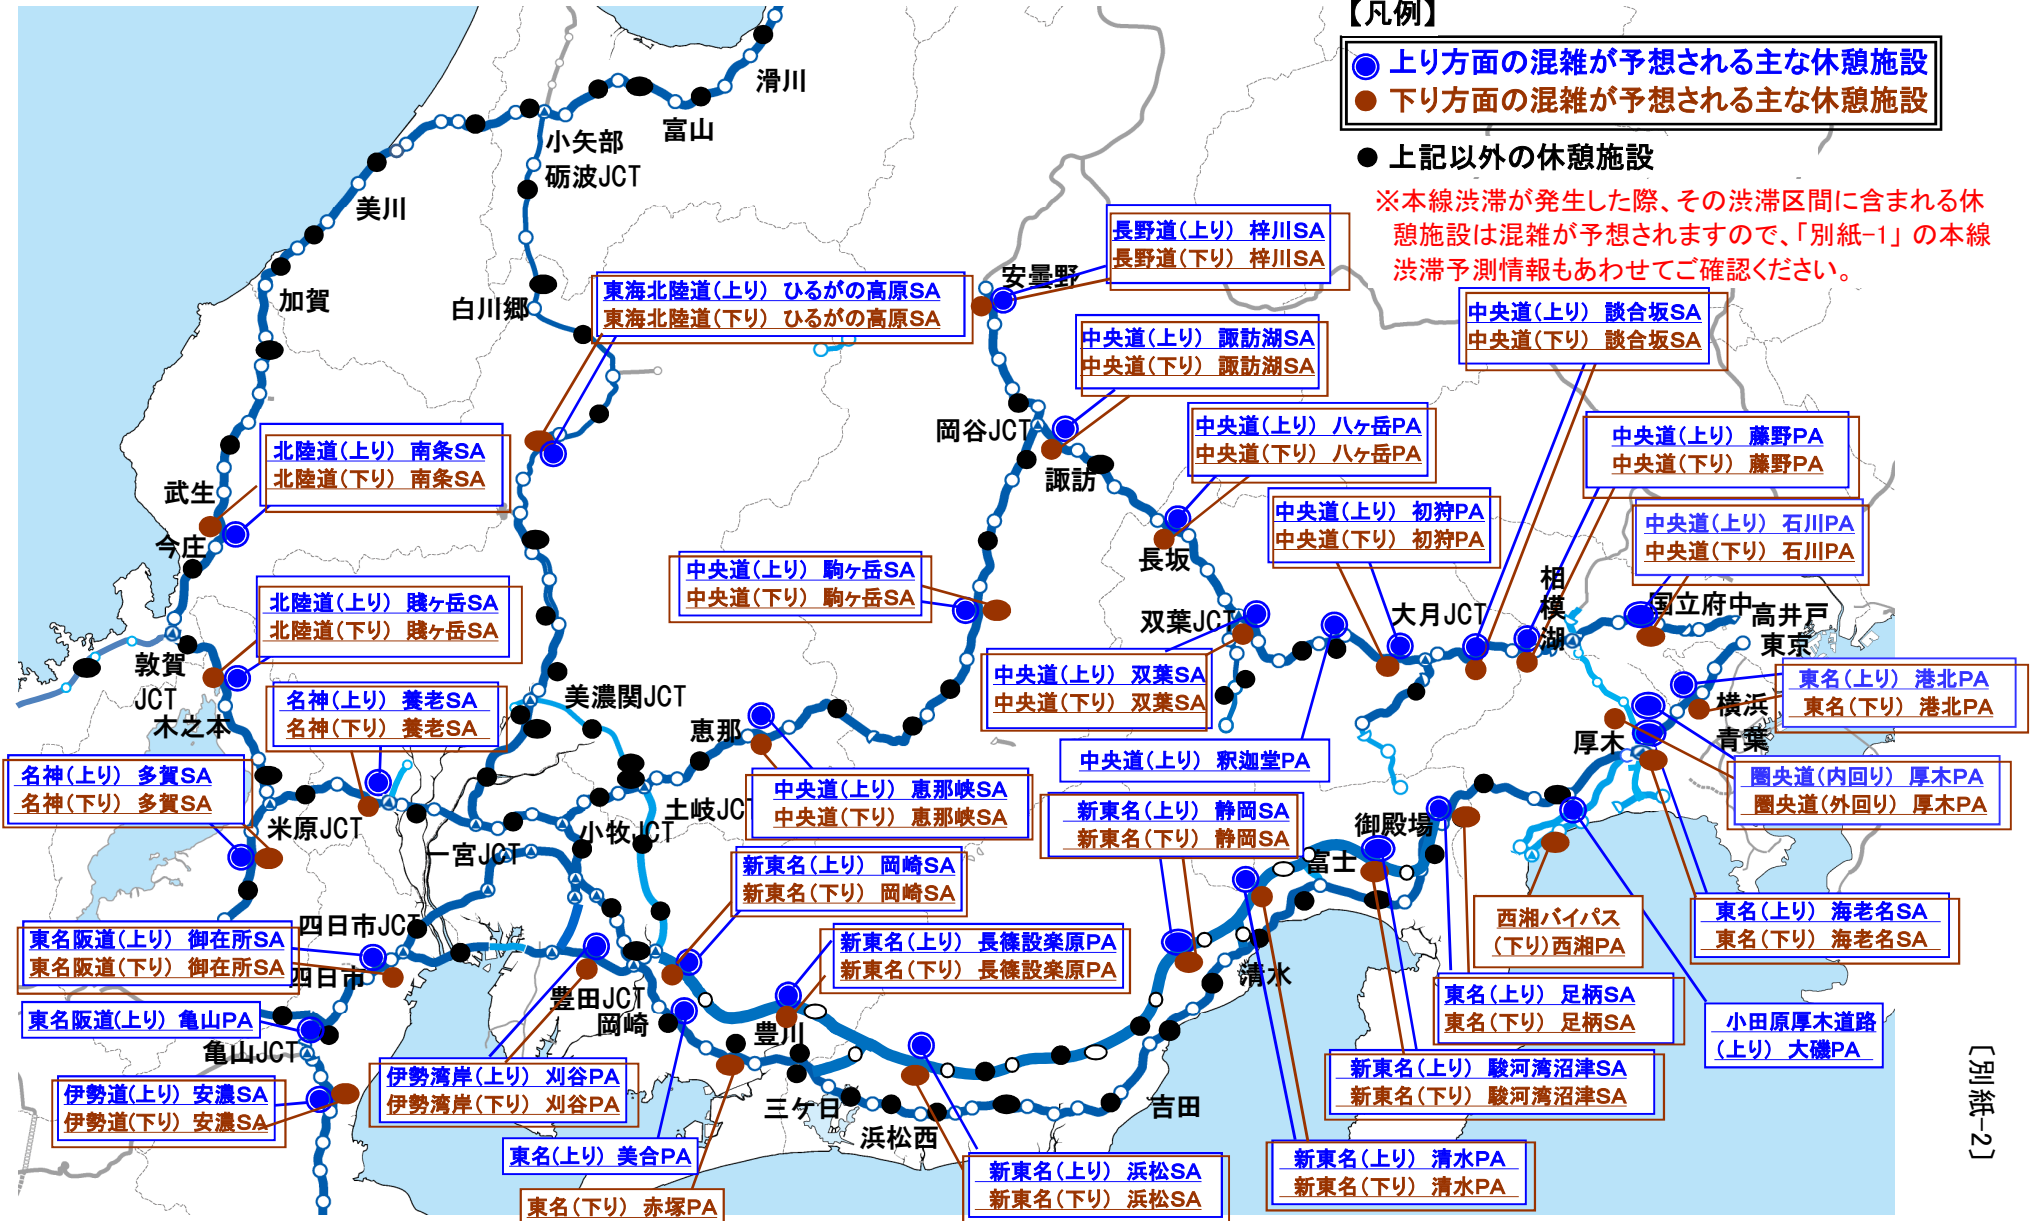 【凡例】
上り方面の混雑が予想される主な休憩施設
下り方面の混雑が予想される主な休憩施設
上記以外の休憩施設
※本線渋滞が発生した際、その渋滞区間に含まれる休
憩施設は混雑が予想されますので、「別紙-1」の本線
渋滞予測情報もあわせてご確認ください。
滑川
富山
小矢部
砺波JCT
美川
加賀
白川郷
東海北陸道(上り) ひるがの高原SA
東海北陸道(下り) ひるがの高原SA
長野道(上り) 梓川SA
長野道(下り) 梓川SA
安曇野
中央道(上り) 諏訪湖SA
中央道(下り) 諏訪湖SA
中央道(上り) 談合坂SA
中央道(下り) 談合坂SA
岡谷JCT
諏訪
中央道(上り) 八ヶ岳PA
中央道(下り) 八ヶ岳PA
中央道(上り) 藤野PA
中央道(下り) 藤野PA
北陸道(上り) 南条SA
北陸道(下り) 南条SA
武生
今庄
中央道(上り) 初狩PA
中央道(下り) 初狩PA
中央道(上り) 石川PA
中央道(下り) 石川PA
長坂
中央道(上り) 駒ヶ岳SA
中央道(下り) 駒ヶ岳SA
相模湖
国立府中
高井戸
東京
大月JCT
双葉JCT
北陸道(上り) 賤ヶ岳SA
北陸道(下り) 賤ヶ岳SA
敦賀
JCT
木之本
中央道(上り) 双葉SA
中央道(下り) 双葉SA
東名(上り) 港北PA
東名(下り) 港北PA
横浜
青葉
名神(上り) 養老SA
名神(下り) 養老SA
美濃関JCT
恵那
厚木
中央道(上り) 釈迦堂PA
圏央道(内回り) 厚木PA
圏央道(外回り) 厚木PA
名神(上り) 多賀SA
名神(下り) 多賀SA
米原JCT
中央道(上り) 恵那峡SA
中央道(下り) 恵那峡SA
土岐JCT
小牧JCT
一宮JCT
新東名(上り) 静岡SA
新東名(下り) 静岡SA
御殿場
富士
新東名(上り) 岡崎SA
新東名(下り) 岡崎SA
西湘バイパス
(下り)西湘PA
東名(上り) 海老名SA
東名(下り) 海老名SA
四日市JCT
東名阪道(上り) 御在所SA
東名阪道(下り) 御在所SA
四日市
新東名(上り) 長篠設楽原PA
新東名(下り) 長篠設楽原PA
清水
豊田JCT
岡崎
豊川
東名(上り) 足柄SA
東名(下り) 足柄SA
小田原厚木道路
(上り) 大磯PA
東名阪道(上り) 亀山PA
亀山JCT
伊勢湾岸(上り) 刈谷PA
伊勢湾岸(下り) 刈谷PA
新東名(上り) 駿河湾沼津SA
新東名(下り) 駿河湾沼津SA
伊勢道(上り) 安濃SA
伊勢道(下り) 安濃SA
三ケ日
浜松西
吉田
東名(上り) 美合PA
東名(下り) 赤塚PA
新東名(上り) 浜松SA
新東名(下り) 浜松SA
新東名(上り) 清水PA
新東名(下り) 清水PA
〔別紙-2〕